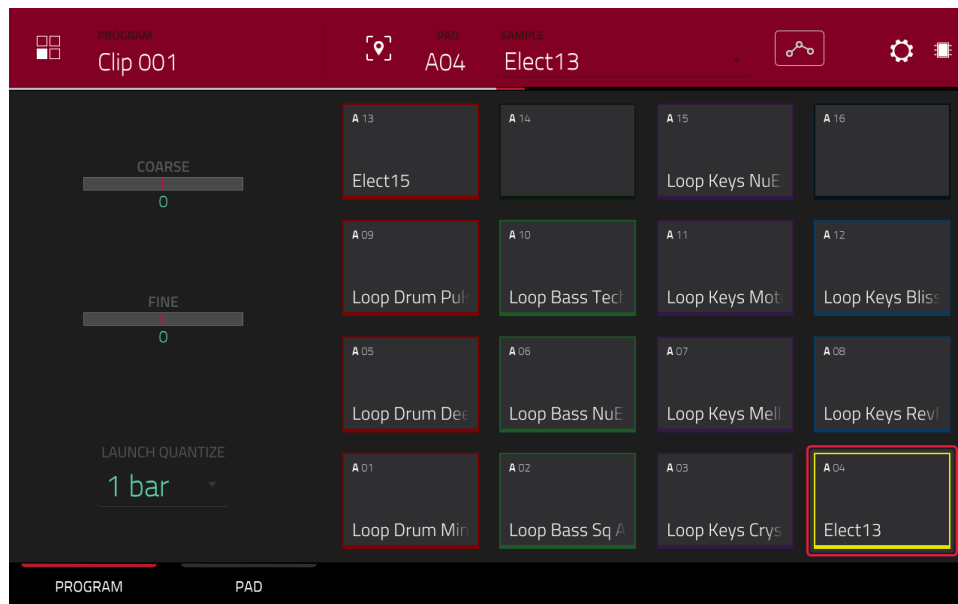 PROGRAM PAD SAMPLE
Clip 001 A04 Elect13
COARSE
0
FINE
0
LAUNCH QUANTIZE
1 bar
A 13 A 14 A 15 A 16
Elect15 Loop Keys NuE
A 09 A 10 A 11 A 12
Loop Drum Pul Loop Bass Tech Loop Keys Mot Loop Keys Bliss
A 05 A 06 A 07 A 08
Loop Drum Dee Loop Bass NuE Loop Keys Mell Loop Keys Rev
A 01 A 02 A 03 A 04
Loop Drum Min Loop Bass Sq A Loop Keys Crys Elect13
PROGRAM PAD